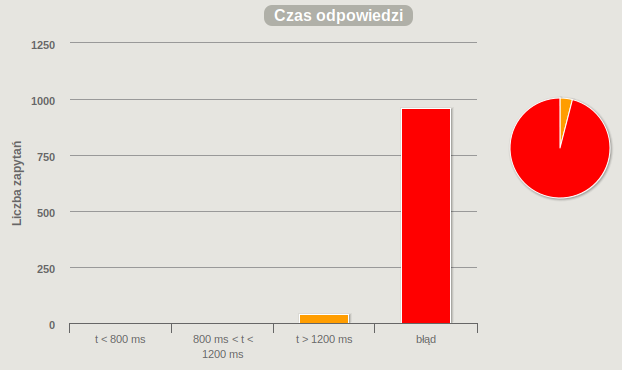 Czas odpowiedzi
1250
1000
750
500
250
0
Liczba zapytań
t < 800 ms
800 ms < t <
1200 ms
t > 1200 ms
błąd